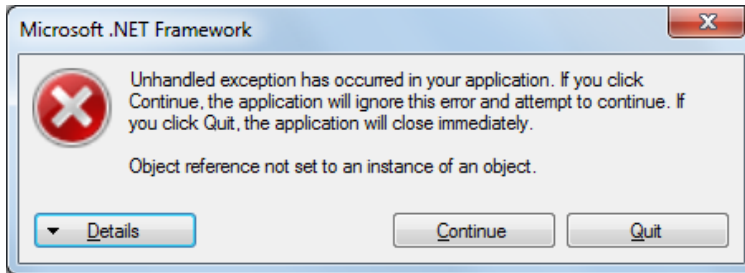 Microsoft .NET Framework
Unhandled exception has occurred in your application. If you click
Continue, the application will ignore this error and attempt to continue. If
you click Quit, the application will close immediately.
Object reference not set to an instance of an object.
Details
Continue
Quit